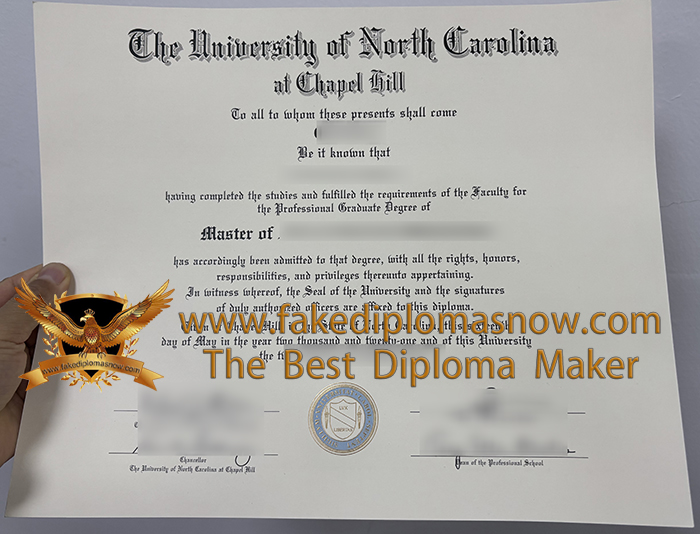 The University of North Carolina
at Chapel Hill
To all to whom these presents shall come
Be it known that
having completed the studies and fulfilled the requirements of the Faculty for
the Professional Graduate Degree of
Master of
has accordingly been admitted to that degree, with all the rights, honors,
responsibilities, and privileges thereunto appertaining.
In witness whereof, the Seal of the University and the signatures
of duly authorized officers are affixed to this diploma.
www.fakediplomasnow.com
day of May in the year two thousand and twenty-one and of this University
The Best Diploma Maker
www.fakediplomasnow.com
LUX
LIBERTAS
Chancellor
The University of North Carolina at Chapel Hill
Dean of the Professional School